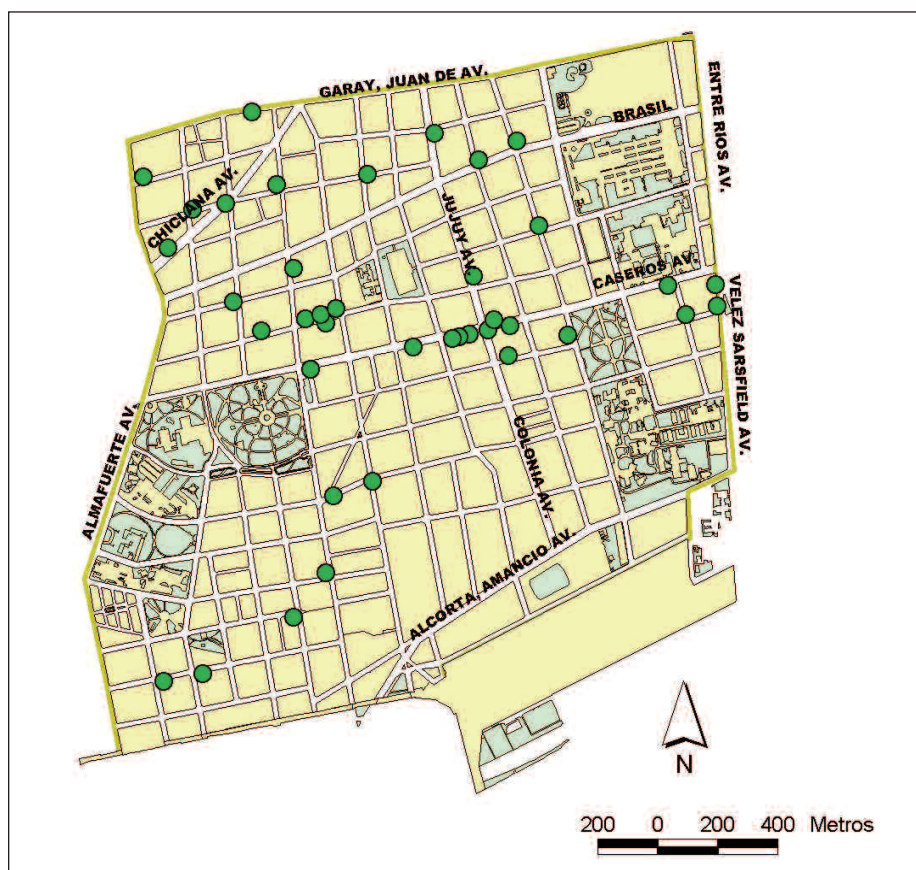 GARAY, JUAN DE AV.
ENTRE RIOS AV.
BRASIL
CHICLANA AV.
JUJUY AV.
CASEROS AV.
VELEZ SARSFIELD AV.
ALMAFUERTE AV.
COLONIA AV.
ALCORTA, AMANCIO AV.
N
200 0 200 400 Metros